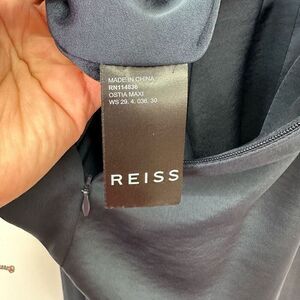 MADE IN CHINA
RN114836
OSTIA MAXI
WS 29. 4. 036. 30
REISS